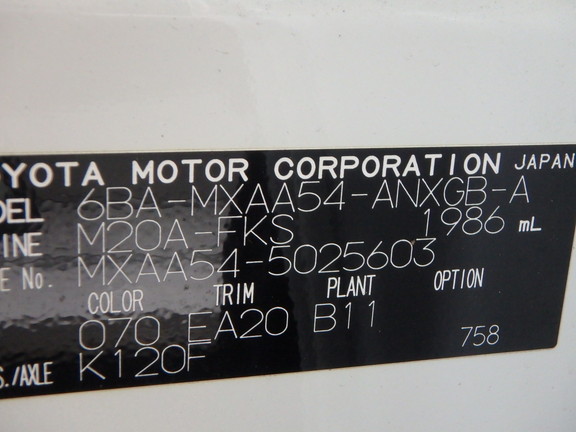 YOTA MOTOR CORPORATION JAPAN
DEL 6BA-MXAA54-ANXGB-A
INE M20A-FKS 1986 mL
E No. MXAA54-5025603
COLOR TRIM PLANT OPTION
070 EA20 B11
758
S./AXLE K120F